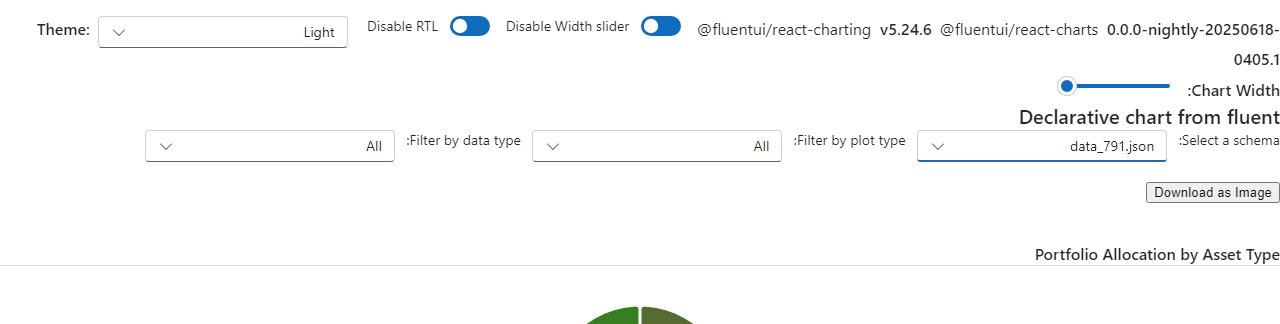 Theme: Light Disable RTL Disable Width slider @fluentui/react-charting v5.24.6 @fluentui/react-charts 0.0.0-nightly-20250618-
0405.1
:Chart Width
Declarative chart from fluent
:Select a schema data_791.json :Filter by plot type All :Filter by data type All
Download as Image
Portfolio Allocation by Asset Type